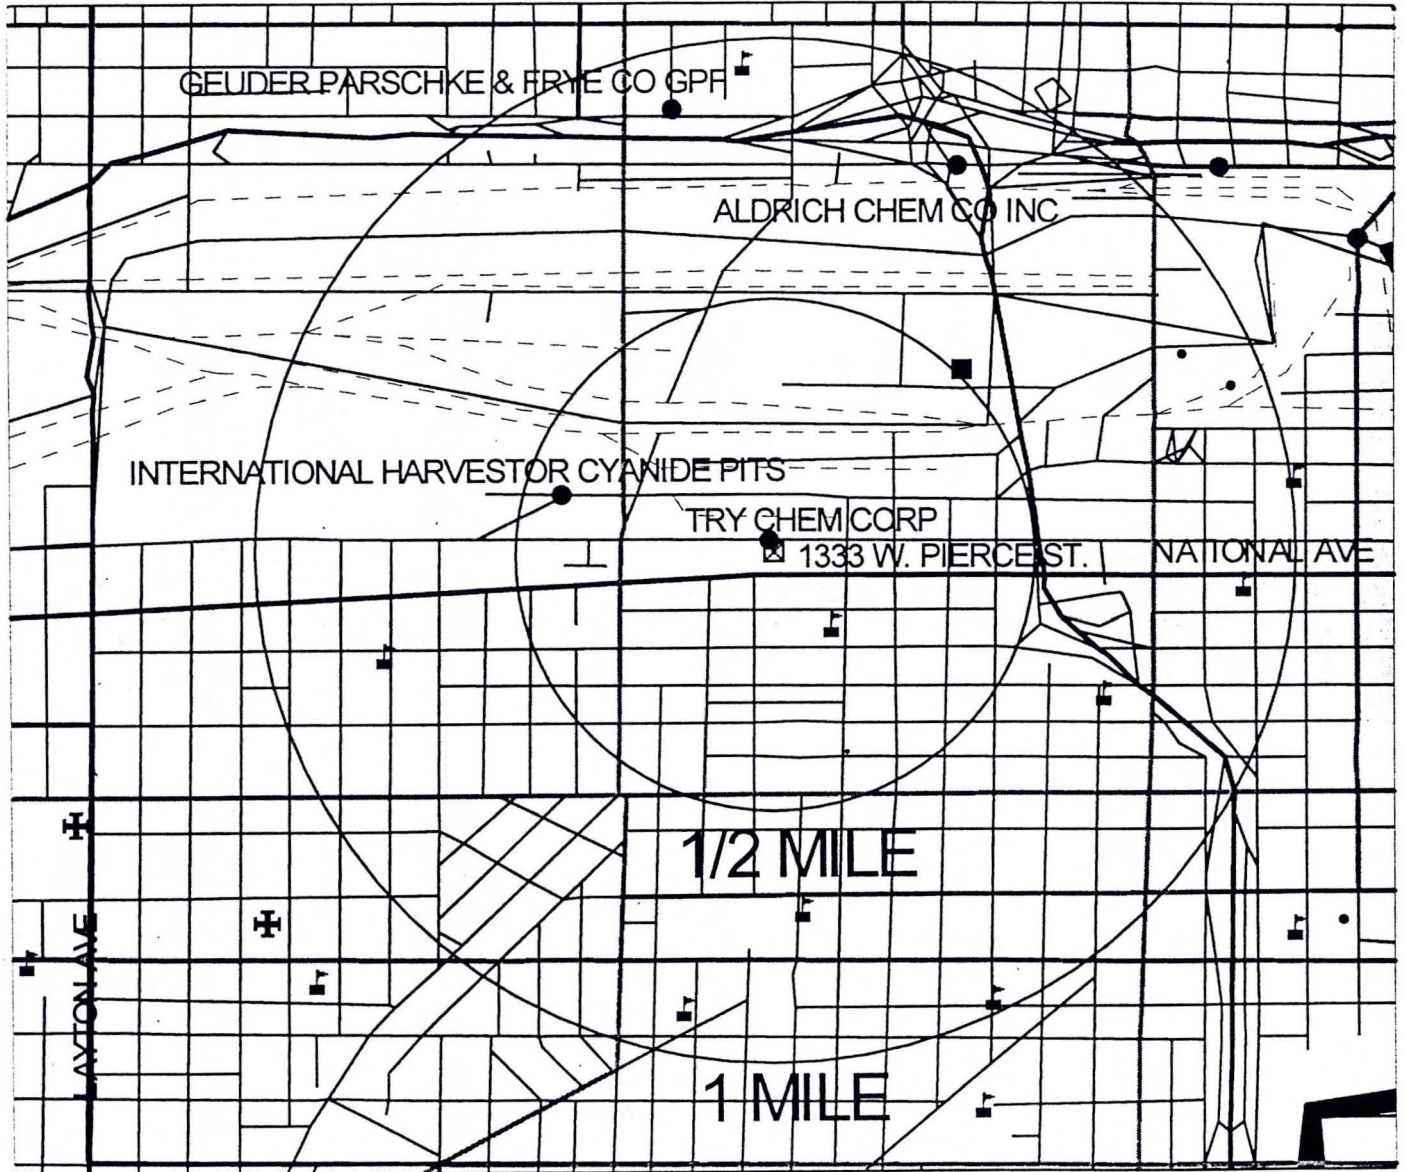 GEUDER PARSCHKE & FRYE CO GPF
ALDRICH CHEM CO INC
INTERNATIONAL HARVESTOR CYANIDE PITS
TRY CHEM CORP
1333 W. PIERCE ST.
NATIONAL AVE
1/2 MILE
LAYTON AVE
1 MILE